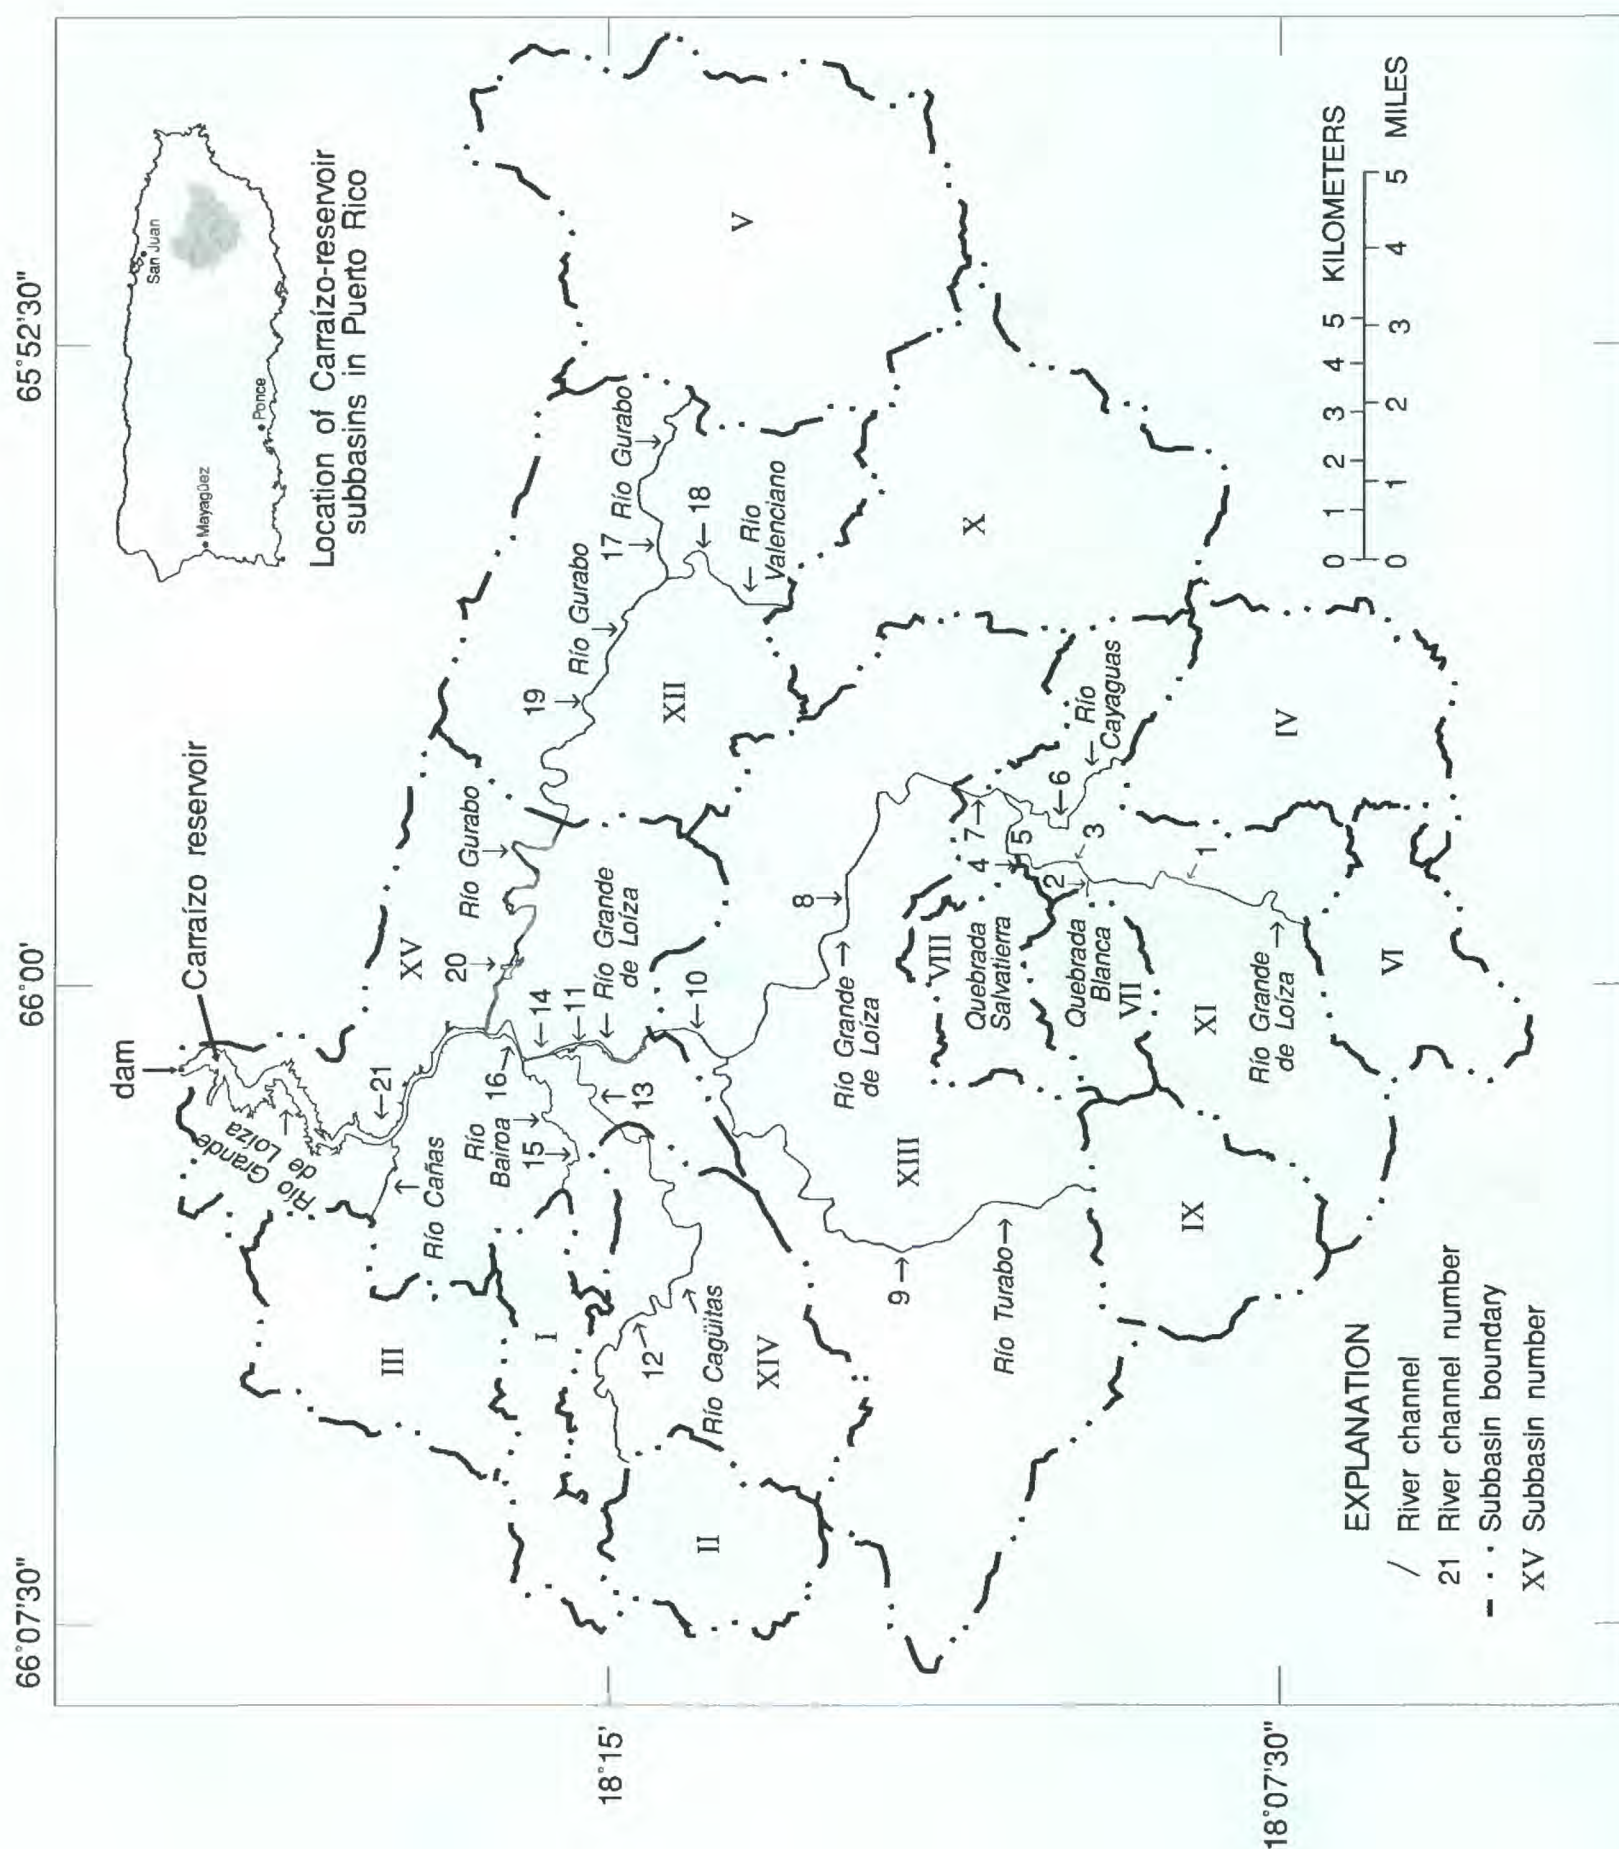 66°07'30"
66°00'
65°52'30"
18°15'
18°07'30"
dam
Carraízo reservoir
San Juan
Mayagüez
Ponce
Location of Carraízo-reservoir
subbasins in Puerto Rico
Río Grande
de Loíza
21
Río Cañas
III
XV
20
Río Gurabo
16
14
11
Río Grande
de Loíza
Río
Bairoa
15
13
10
I
12
Río Cagüitas
XIV
II
19
Río Gurabo
17
Río Gurabo
18
Río
Valenciano
XII
V
X
8
Río Grande
de Loíza
XIII
9
Río Turabo
VIII
Quebrada
Salvatierra
4
5
7
6
Río
Cayaguas
2
3
1
Quebrada
Blanca
VII
XI
Río Grande
de Loíza
IX
VI
IV
0 1 2 3 4 5 KILOMETERS
0 1 2 3 4 5 MILES
EXPLANATION
River channel
21 River channel number
Subbasin boundary
XV Subbasin number